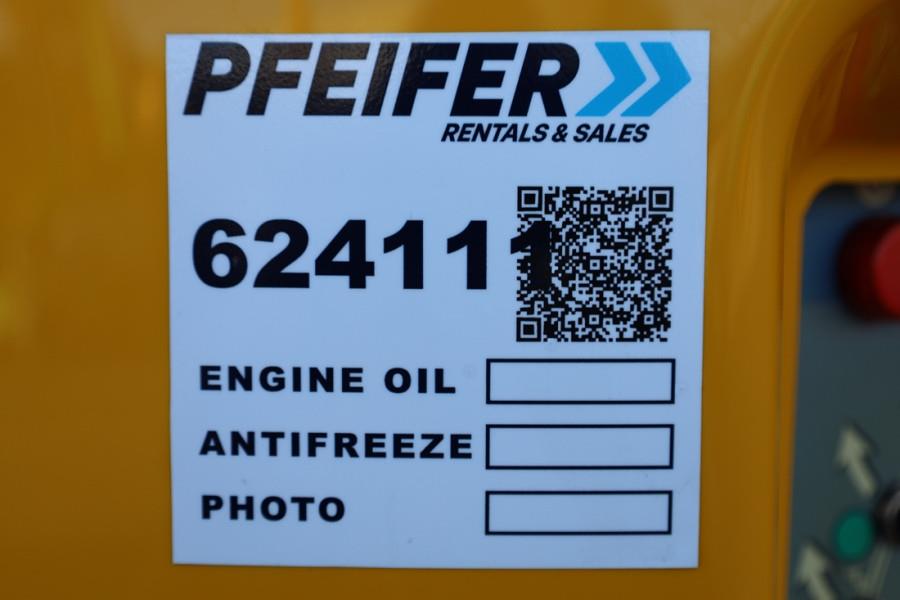 PFEIFER
RENTALS & SALES
624111
ENGINE OIL
ANTIFREEZE
PHOTO